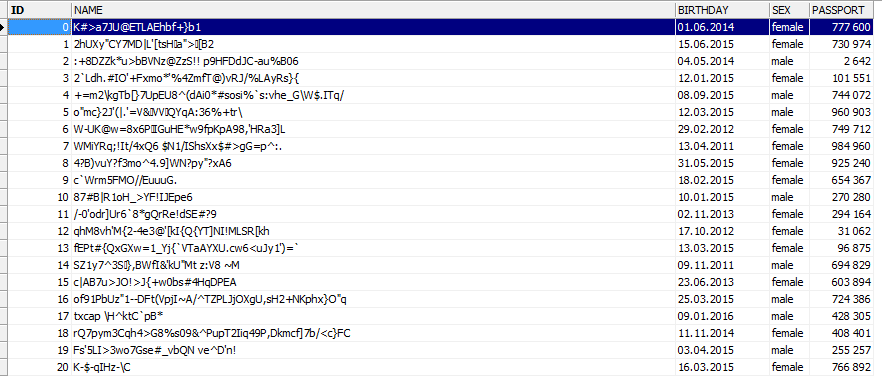 ID NAME BIRTHDAY SEX PASSPORT
0 K#>a7JU@ETLAEhbf+}b1 01.06.2014 female 777 600
1 2hUXy"CY7MD|L'[tsH▯a">▯[B2 15.06.2015 female 730 974
2 :+8DZZk*u>bBVNz@ZzS!! p9HFDdJC-au%B06 04.05.2014 male 2 642
3 2`Ldh.#IO'+Fxmo*'%4ZmfT@)vRJ/%LAyRs}{ 12.01.2015 female 101 551
4 +=m2\kgTb[}7UpEU8^(dAi0*#sosi%`s:vhe_G\W$.ITq/ 08.09.2015 male 744 072
5 o"mc}2J'(|.'=V&▯VV▯QYqA:36%+tr\ 12.03.2015 male 960 903
6 W-UK@w=8x6P▯IGuHE*w9fpKpA98,'HRa3]L 29.02.2012 female 749 712
7 WMiYRq;!It/4xQ6 $N1/IShsXx$#>gG=p^:. 13.04.2011 female 984 960
8 4?B)vuY?f3mo^4.9]WN?py"?xA6 31.05.2015 female 925 240
9 c`Wrm5FMO//EuuuG. 18.02.2015 female 654 367
10 87#B|R1oH_>YF!IJEpe6 10.01.2015 male 270 280
11 /-0'odr]Ur6`8*gQrRe!dSE#?9 02.11.2013 female 294 164
12 qhM8vh'M{2-4e3@'[kI{Q{YT]NI!MLSR[kh 17.10.2012 female 31 062
13 fEPt#{QxGXw=1_Yj{`VTaAYXU.cw6<uJy1')=` 13.03.2015 female 96 875
14 SZ1y7^3S▯},BWfI&'kU"Mt z:V8 ~M 09.11.2011 male 694 829
15 c|AB7u>JO!>J{+w0bs#4HqDPEA 23.06.2013 female 603 894
16 of91PbUz"1--DFt(VpjI~A/^TZPLJjOXgU,sH2+NKphx}O"q 25.03.2015 male 724 386
17 txcap \H^ktC`pB* 09.01.2016 male 428 305
18 rQ7pym3Cqh4>G8%s09&^PupT2Iiq49P,Dkmcf]7b/<c}FC 11.11.2014 female 408 401
19 Fs'5LI>3wo7Gse#_vbQN ve^D'n! 03.04.2015 male 255 257
20 K-$-qIHz-\C 16.03.2015 female 766 892